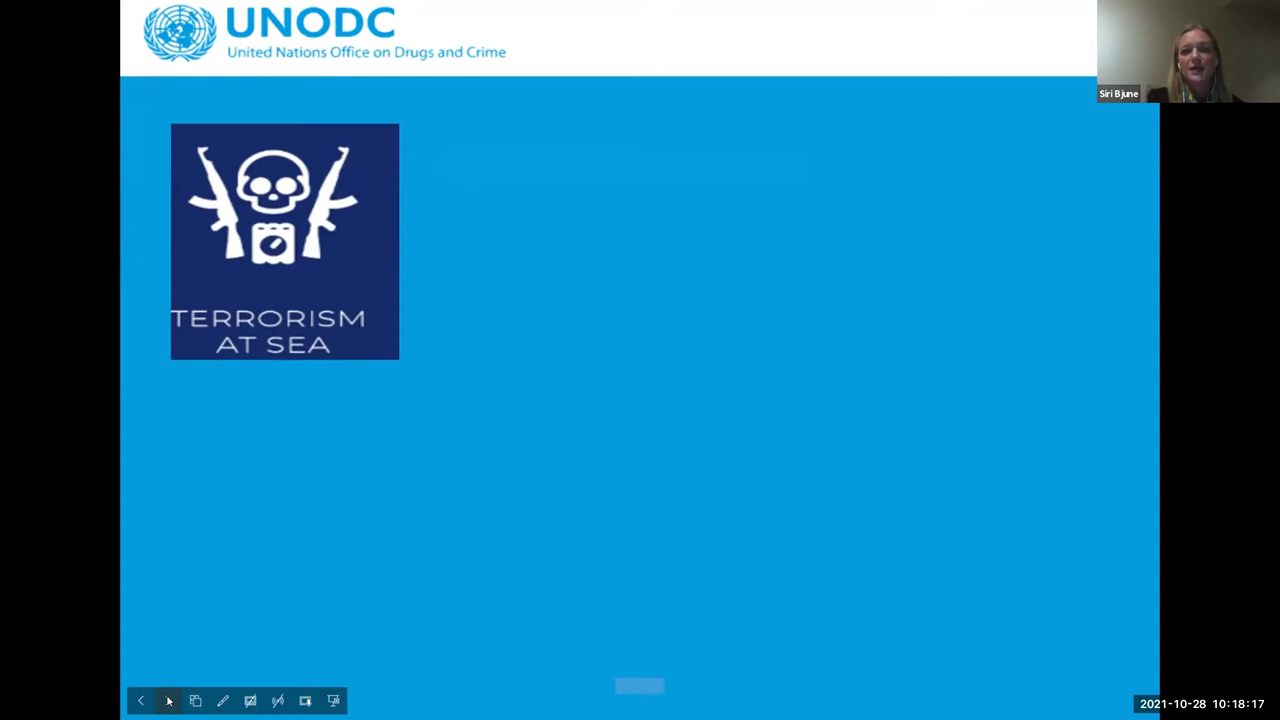 UNODC
United Nations Office on Drugs and Crime
Siri Bjune
TERRORISM
AT SEA
2021-10-28 10:18:17